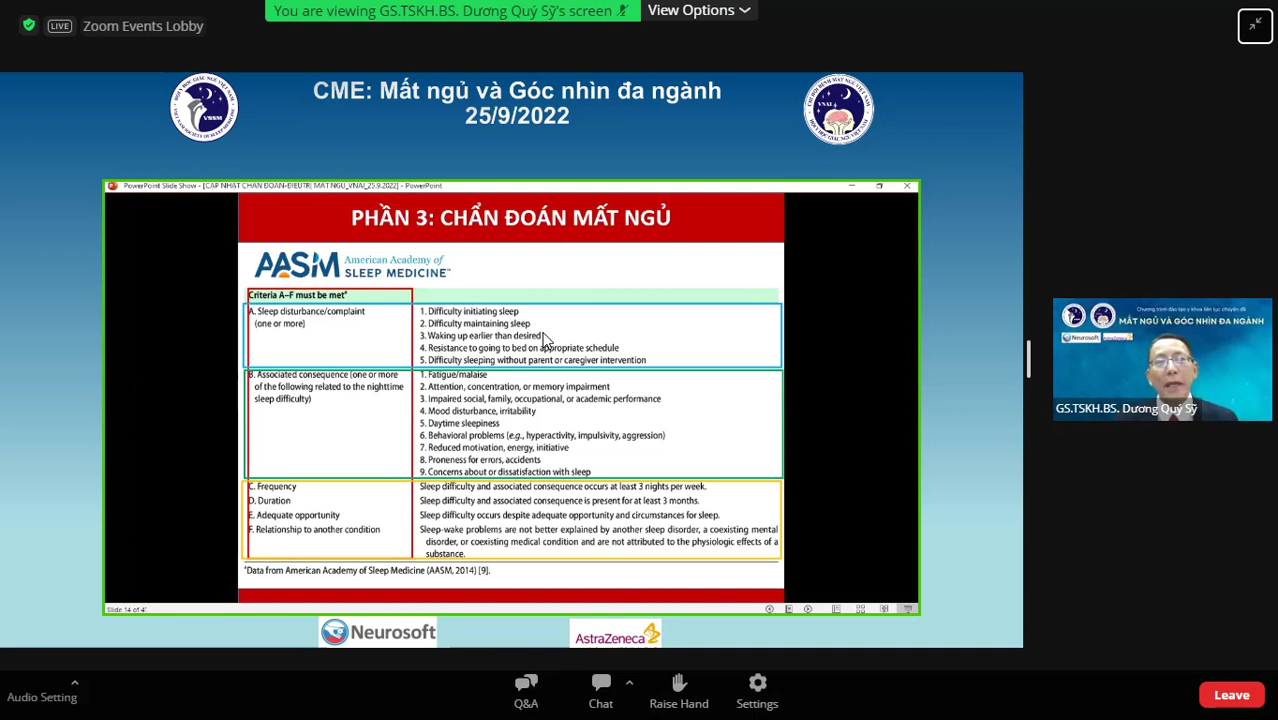 You are viewing GS.TSKH.BS. Dương Quý Sỹ's screen
View Options
LIVE
Zoom Events Lobby
CME: Mất ngủ và Góc nhìn đa ngành
25/9/2022
PowerPoint Slide Show - [CAP NHAT CHAN DOAN-DIEUTRI MAT NGU_VNAI_25.9.2022] - PowerPoint
PHẦN 3: CHẨN ĐOÁN MẤT NGỦ
AASM American Academy of
SLEEP MEDICINE™
Criteria A–F must be met*
A. Sleep disturbance/complaint
(one or more)
1. Difficulty initiating sleep
2. Difficulty maintaining sleep
3. Waking up earlier than desired
4. Resistance to going to bed on appropriate schedule
5. Difficulty sleeping without parent or caregiver intervention
B. Associated consequence (one or more
of the following related to the nighttime
sleep difficulty)
1. Fatigue/malaise
2. Attention, concentration, or memory impairment
3. Impaired social, family, occupational, or academic performance
4. Mood disturbance, irritability
5. Daytime sleepiness
6. Behavioral problems (e.g., hyperactivity, impulsivity, aggression)
7. Reduced motivation, energy, initiative
8. Proneness for errors, accidents
9. Concerns about or dissatisfaction with sleep
C. Frequency
Sleep difficulty and associated consequence occurs at least 3 nights per week.
D. Duration
Sleep difficulty and associated consequence is present for at least 3 months.
E. Adequate opportunity
Sleep difficulty occurs despite adequate opportunity and circumstances for sleep.
F. Relationship to another condition
Sleep-wake problems are not better explained by another sleep disorder, a coexisting mental
disorder, or coexisting medical condition and are not attributed to the physiologic effects of a
substance.
*Data from American Academy of Sleep Medicine (AASM, 2014) [9].
Slide 14 of 4
Neurosoft
AstraZeneca
Chương trình đào tạo y khoa liên tục chuyên đề
MẤT NGỦ VÀ GÓC NHÌN ĐA NGÀNH
Neurosoft
GS.TSKH.BS. Dương Quý Sỹ
Audio Setting
Q&A
Chat
Raise Hand
Settings
Leave